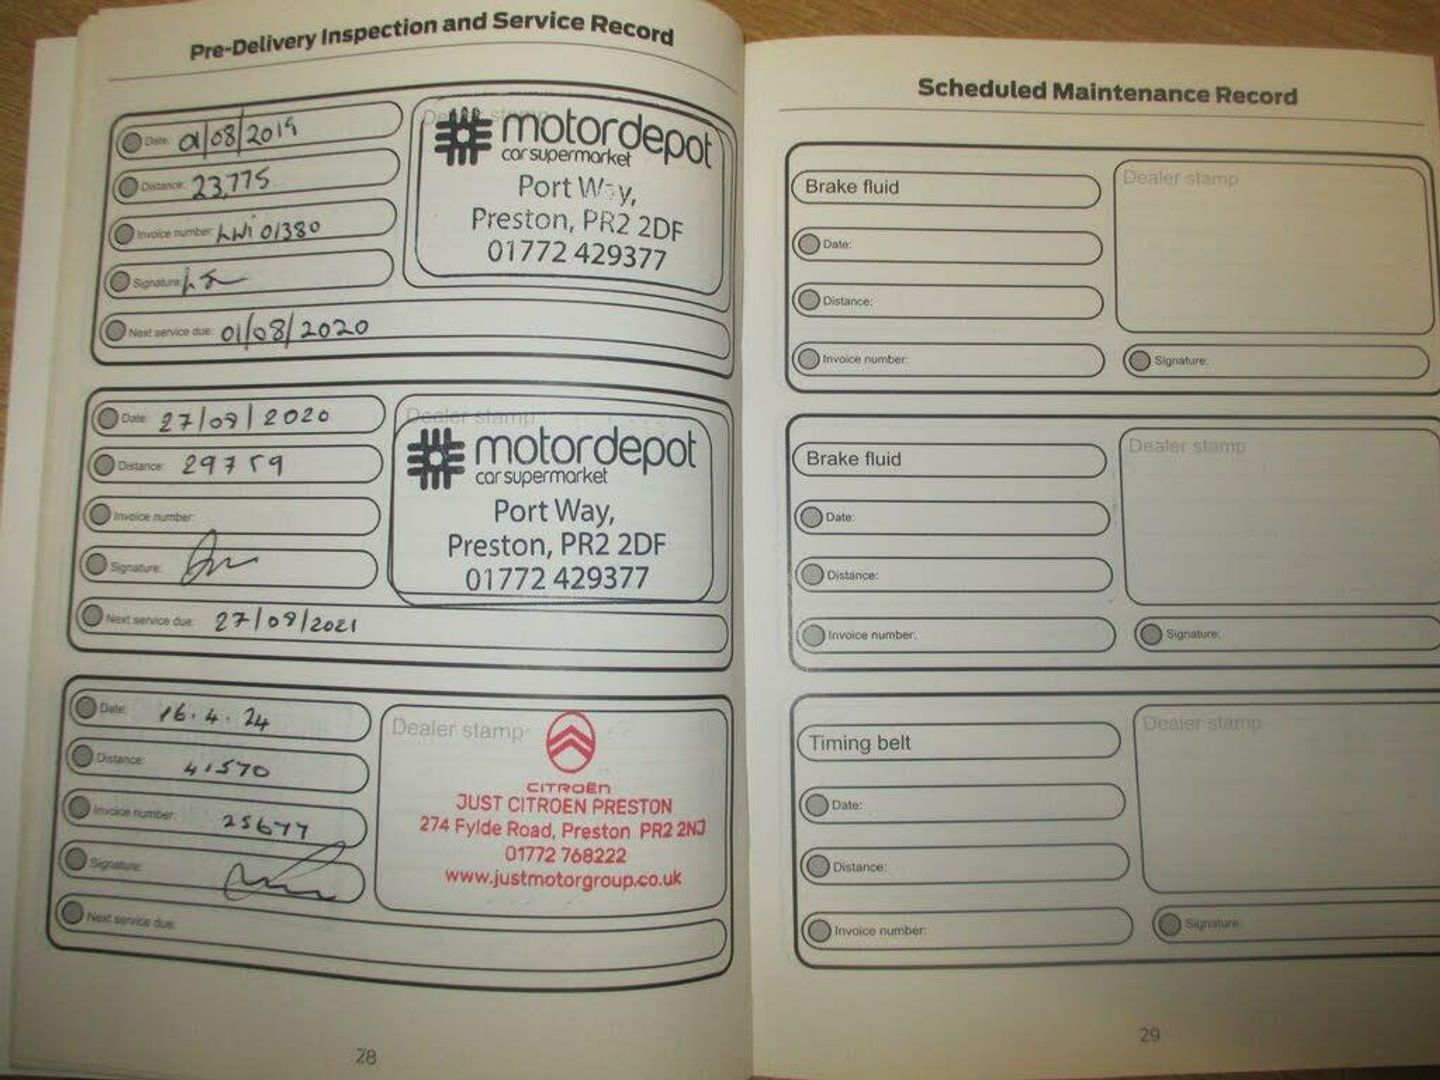 Pre-Delivery Inspection and Service Record
Date: 01/08/2019
Distance: 23,775
Invoice number: LWi 01380
Signature:
Next service due: 01/08/2020
Dealer stamp
motordepot
car supermarket
Port Way,
Preston, PR2 2DF
01772 429377
Date: 27/08/2020
Distance: 29759
Invoice number:
Signature:
Next service due: 27/08/2021
Dealer stamp
motordepot
car supermarket
Port Way,
Preston, PR2 2DF
01772 429377
Date: 16.4.24
Distance: 41570
Invoice number: 25677
Signature:
Next service due:
Dealer stamp
CITROËN
JUST CITROEN PRESTON
274 Fylde Road, Preston PR2 2NJ
01772 768222
www.justmotorgroup.co.uk
28
Scheduled Maintenance Record
Brake fluid
Date:
Distance:
Invoice number:
Dealer stamp
Signature:
Brake fluid
Date:
Distance:
Invoice number:
Dealer stamp
Signature:
Timing belt
Date:
Distance:
Invoice number:
Dealer stamp
Signature:
29